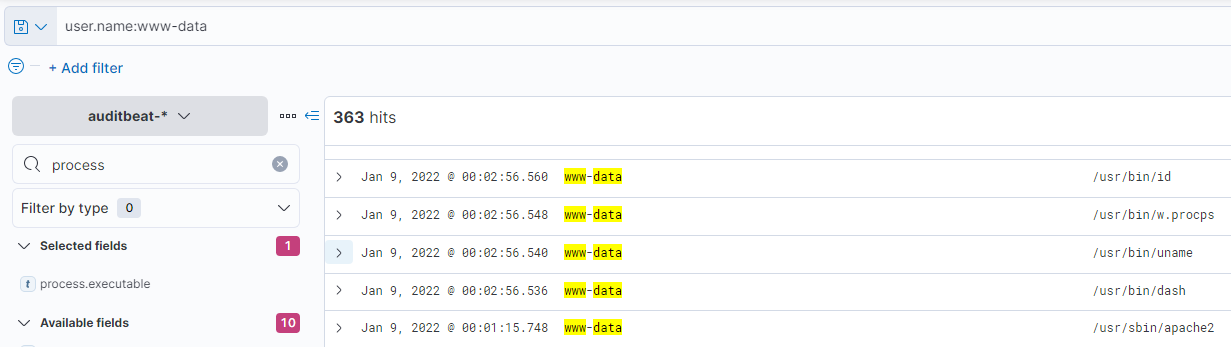 user.name:www-data
+ Add filter
auditbeat-*
363 hits
process
Jan 9, 2022 @ 00:02:56.560 www-data /usr/bin/id
Filter by type 0
Jan 9, 2022 @ 00:02:56.548 www-data /usr/bin/w.procps
Selected fields 1
Jan 9, 2022 @ 00:02:56.540 www-data /usr/bin/uname
t process.executable
Jan 9, 2022 @ 00:02:56.536 www-data /usr/bin/dash
Available fields 10
Jan 9, 2022 @ 00:01:15.748 www-data /usr/sbin/apache2